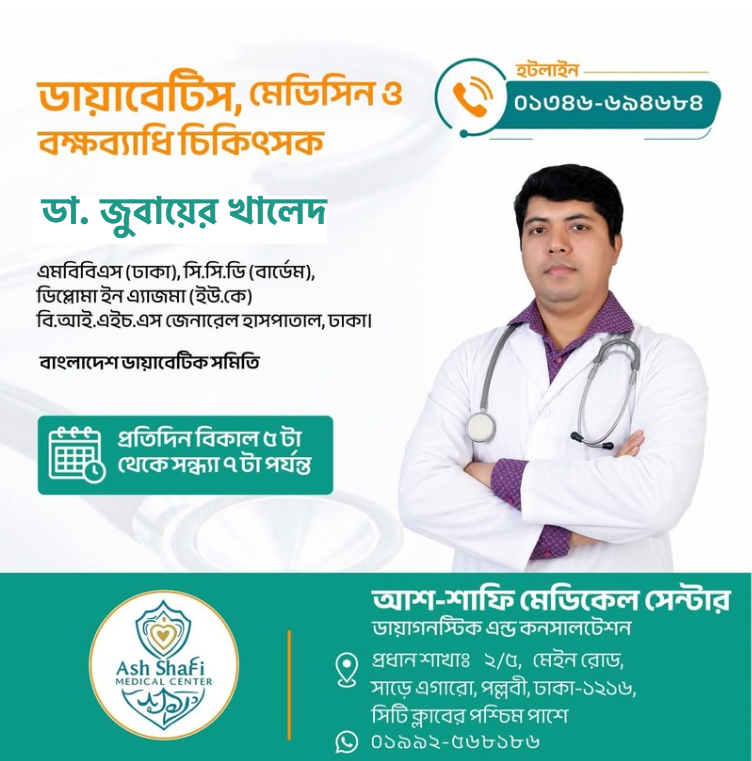 ডায়াবেটিস, মেডিসিন ও
বক্ষব্যাধি চিকিৎসক
হটলাইন
০১৩৪৬-৬৯৪৬৮৪
ডা. জুবায়ের খালেদ
এমবিবিএস (ঢাকা), সি.সি.ডি (বার্ডেম),
ডিপ্লোমা ইন এ্যাজমা (ইউ.কে)
বি.আই.এইচ.এস জেনারেল হাসপাতাল, ঢাকা।
বাংলাদেশ ডায়াবেটিক সমিতি
প্রতিদিন বিকাল ৫ টা
থেকে সন্ধ্যা ৭ টা পর্যন্ত
Ash Shafi
MEDICAL CENTER
আশ-শাফি মেডিকেল সেন্টার
ডায়াগনস্টিক এন্ড কনসালটেশন
প্রধান শাখাঃ ২/৫, মেইন রোড,
সাড়ে এগারো, পল্লবী, ঢাকা-১২১৬,
সিটি ক্লাবের পশ্চিম পাশে
০১৯৯২-৫৬৮১৮৬